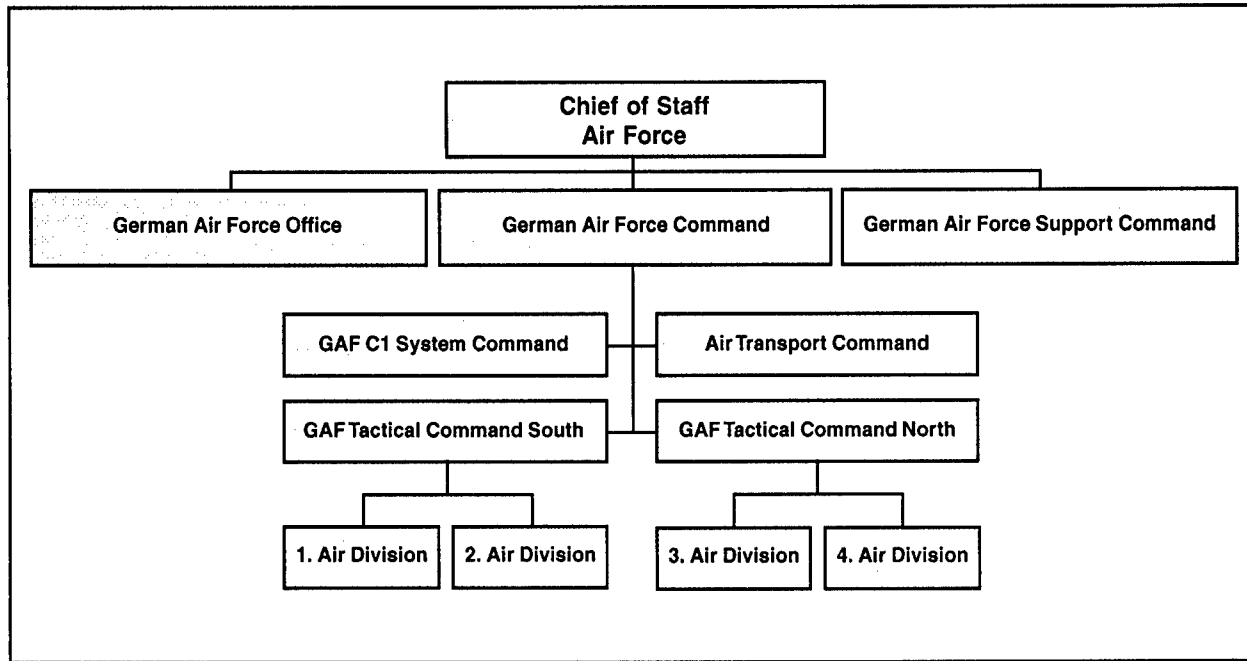 Chief of Staff
Air Force
German Air Force Office
German Air Force Command
German Air Force Support Command
GAF C1 System Command
Air Transport Command
GAF Tactical Command South
GAF Tactical Command North
1. Air Division
2. Air Division
3. Air Division
4. Air Division